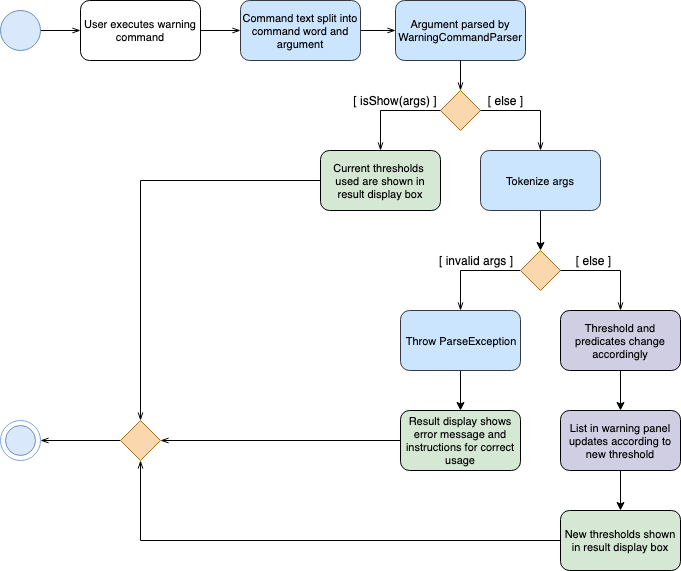 User executes warning
command
Command text split into
command word and
argument
Argument parsed by
WarningCommandParser
[ isShow(args) ]
[ else ]
Current thresholds
used are shown in
result display box
Tokenize args
[ invalid args ]
[ else ]
Throw ParseException
Threshold and
predicates change
accordingly
Result display shows
error message and
instructions for correct
usage
List in warning panel
updates according to
new threshold
New thresholds shown
in result display box